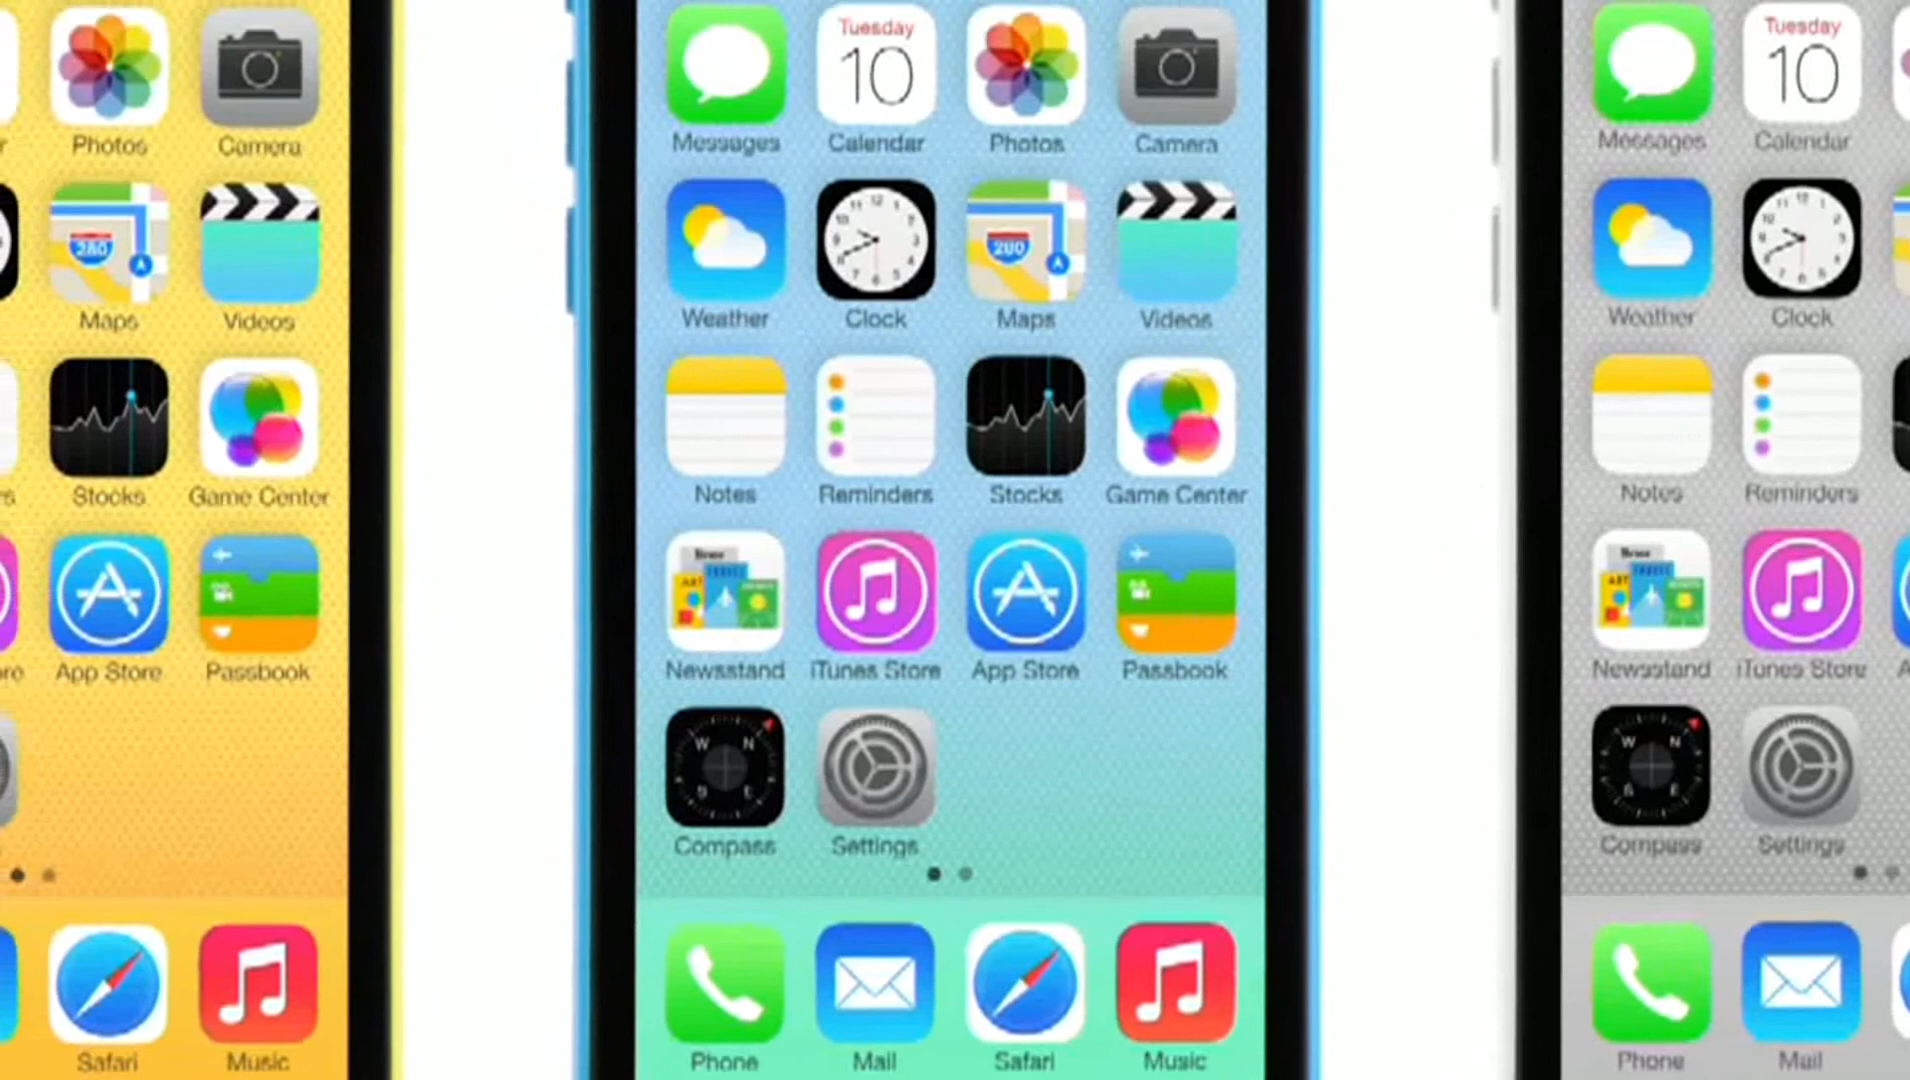 Photos Camera
Maps Videos
Stocks Game Center
App Store Passbook
Safari Music
Tuesday
10
Messages Calendar Photos Camera
280
Weather Clock Maps Videos
Notes Reminders Stocks Game Center
Newsstand iTunes Store App Store Passbook
W N
S E
Compass Settings
Phone Mail Safari Music
Tuesday
10
Messages Calendar
Weather Clock
Notes Reminders
Newsstand iTunes Store
W N
S E
Compass Settings
Phone Mail